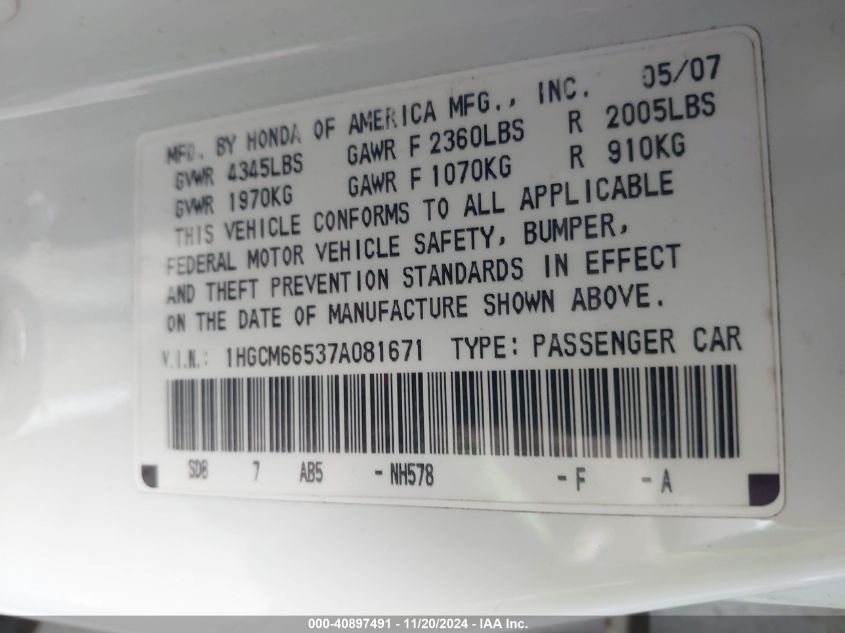 05/07
MFD. BY HONDA OF AMERICA MFG., INC.
GVWR 4345LBS GAWR F 2360LBS R 2005LBS
GVWR 1970KG GAWR F 1070KG R 910KG
THIS VEHICLE CONFORMS TO ALL APPLICABLE
FEDERAL MOTOR VEHICLE SAFETY, BUMPER,
AND THEFT PREVENTION STANDARDS IN EFFECT
ON THE DATE OF MANUFACTURE SHOWN ABOVE.
V.I.N.: 1HGCM66537A081671 TYPE: PASSENGER CAR
SDB 7 AB5 - NH578 - F - A
000-40897491 - 11/20/2024 - IAA Inc.